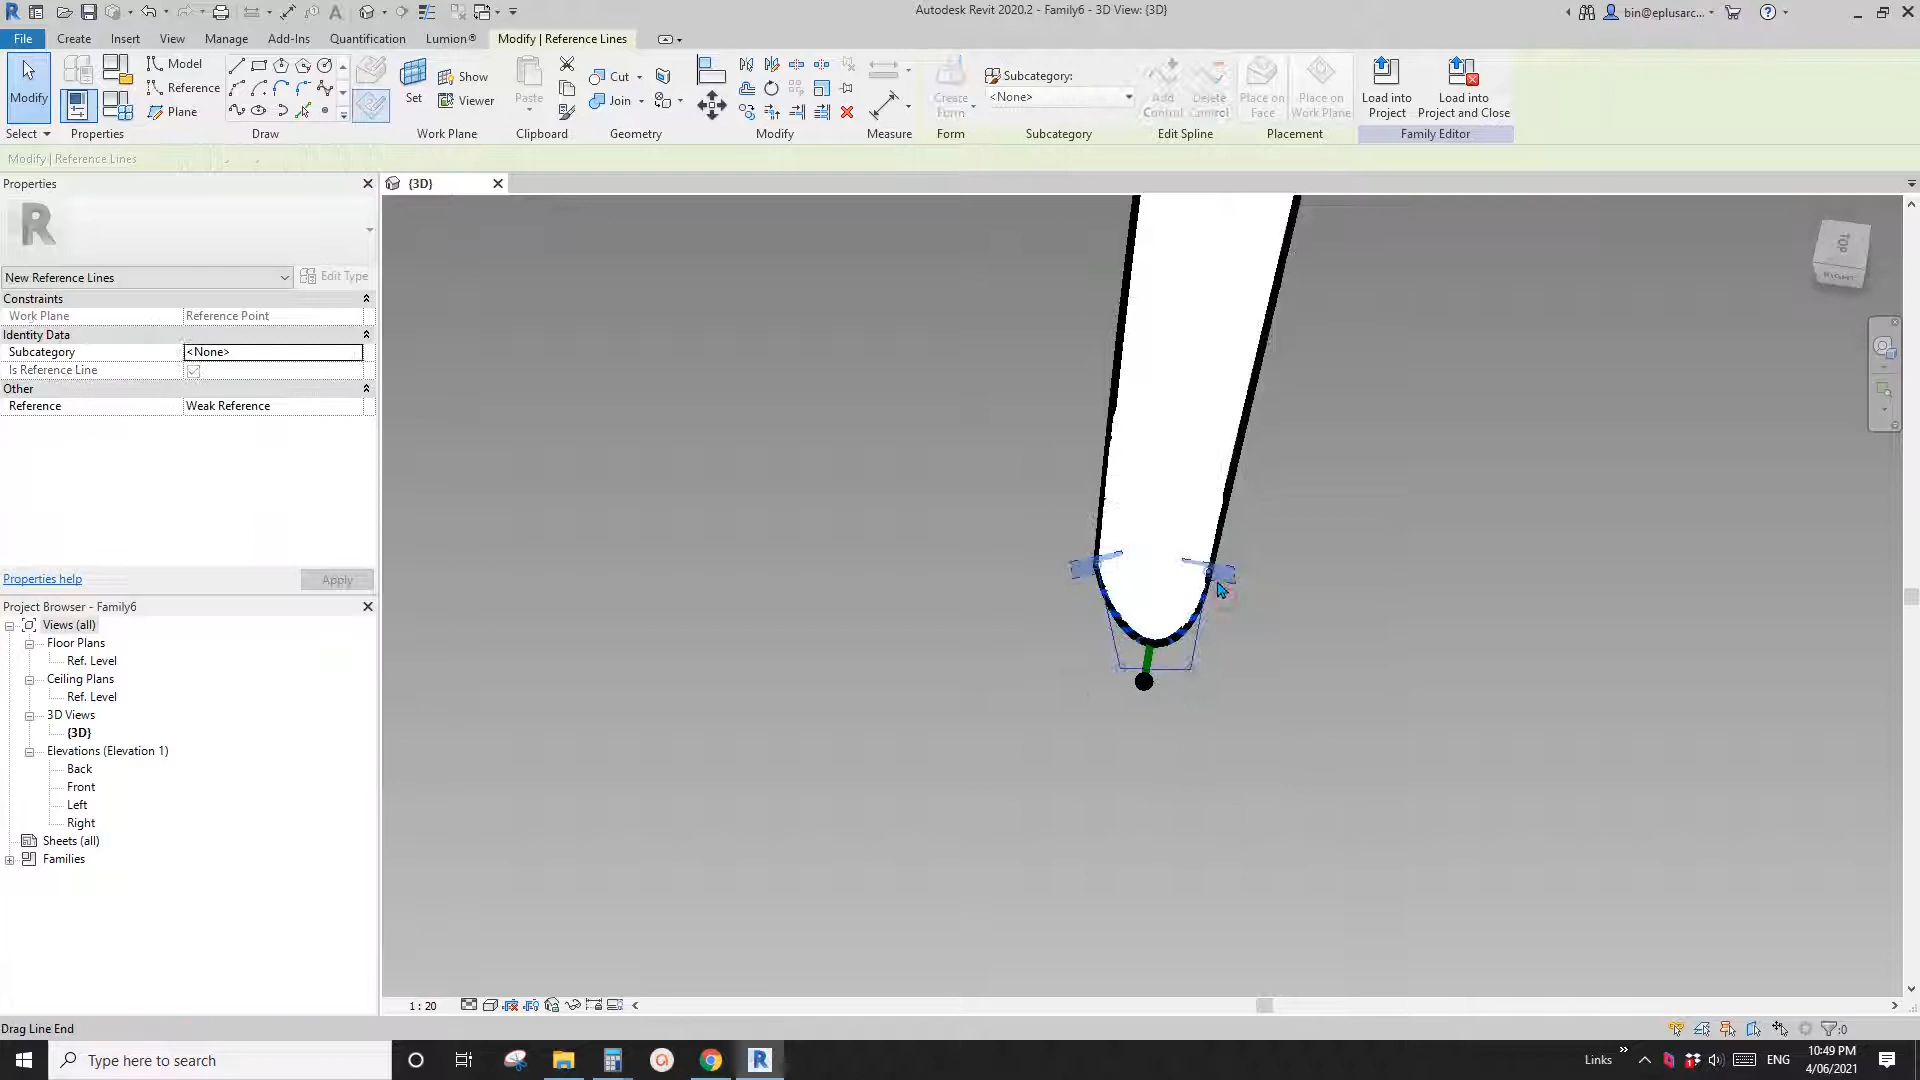 Autodesk Revit 2020.2 - Family6 - 3D View: {3D}
bin@eplusarc...
File
Create
Insert
View
Manage
Add-Ins
Quantification
Lumion®
Modify | Reference Lines
Modify
Select
Properties
Model
Reference
Plane
Draw
Set
Show
Viewer
Work Plane
Paste
Clipboard
Cut
Join
Geometry
Modify
Measure
Create
Form
Form
Subcategory:
<None>
Subcategory
Add
Control
Delete
Control
Edit Spline
Place on
Face
Place on
Work Plane
Placement
Load into
Project
Load into
Project and Close
Family Editor
Modify | Reference Lines
Properties
{3D}
R
New Reference Lines
Edit Type
Constraints
Work Plane
Reference Point
Identity Data
Subcategory
<None>
Is Reference Line
Other
Reference
Weak Reference
Properties help
Apply
Project Browser - Family6
Views (all)
Floor Plans
Ref. Level
Ceiling Plans
Ref. Level
3D Views
{3D}
Elevations (Elevation 1)
Back
Front
Left
Right
Sheets (all)
Families
TOP
RIGHT
1 : 20
Drag Line End
:0
Type here to search
Links
ENG
10:49 PM
4/06/2021